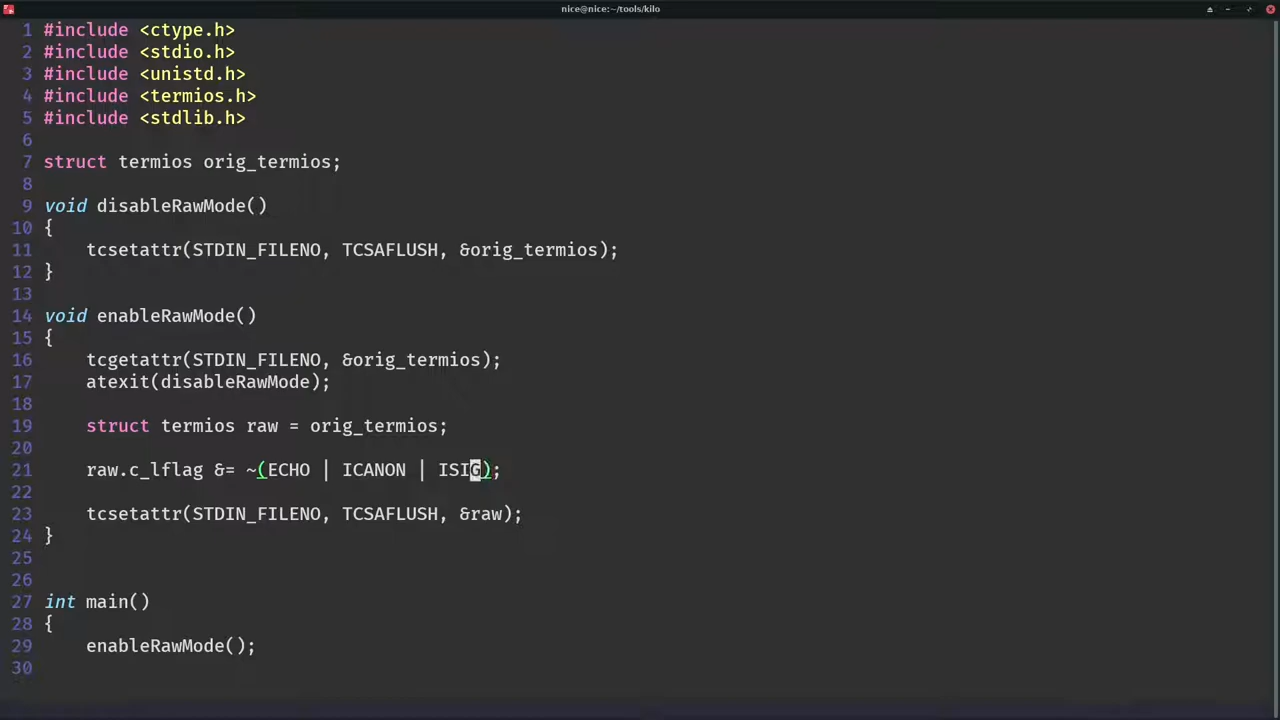 nice@nice:~/tools/kilo
1 #include <ctype.h>
2 #include <stdio.h>
3 #include <unistd.h>
4 #include <termios.h>
5 #include <stdlib.h>
6
7 struct termios orig_termios;
8
9 void disableRawMode()
10 {
11     tcsetattr(STDIN_FILENO, TCSAFLUSH, &orig_termios);
12 }
13
14 void enableRawMode()
15 {
16     tcgetattr(STDIN_FILENO, &orig_termios);
17     atexit(disableRawMode);
18
19     struct termios raw = orig_termios;
20
21     raw.c_lflag &= ~(ECHO | ICANON | ISIG);
22
23     tcsetattr(STDIN_FILENO, TCSAFLUSH, &raw);
24 }
25
26
27 int main()
28 {
29     enableRawMode();
30